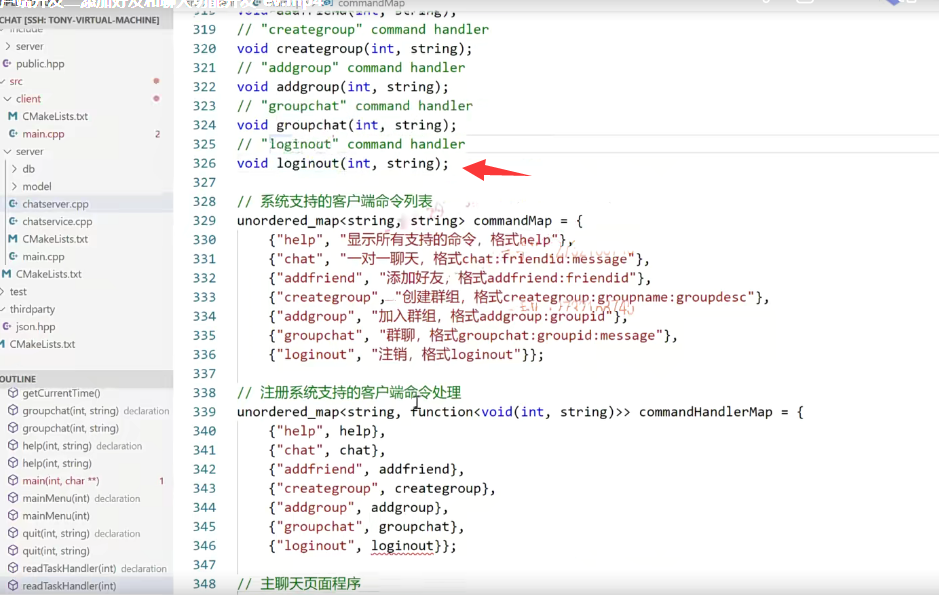 commandMap
CHAT [SSH: TONY-VIRTUAL-MACHINE]
include
server
public.hpp
src
client
CMakeLists.txt
main.cpp 2
server
db
model
chatserver.cpp
chatservice.cpp
CMakeLists.txt
main.cpp
CMakeLists.txt
test
thirdparty
json.hpp
CMakeLists.txt
OUTLINE
getCurrentTime()
groupchat(int, string) declaration
groupchat(int, string)
help(int, string) declaration
help(int, string)
main(int, char **) 1
mainMenu(int) declaration
mainMenu(int)
quit(int, string) declaration
quit(int, string)
readTaskHandler(int) declaration
readTaskHandler(int)
318 void addfriend(int, string);
319 // "creategroup" command handler
320 void creategroup(int, string);
321 // "addgroup" command handler
322 void addgroup(int, string);
323 // "groupchat" command handler
324 void groupchat(int, string);
325 // "loginout" command handler
326 void loginout(int, string);
327
328 // 系统支持的客户端命令列表
329 unordered_map<string, string> commandMap = {
330 {"help", "显示所有支持的命令，格式help"},
331 {"chat", "一对一聊天，格式chat:friendid:message"},
332 {"addfriend", "添加好友，格式addfriend:friendid"},
333 {"creategroup", "创建群组，格式creategroup:groupname:groupdesc"},
334 {"addgroup", "加入群组，格式addgroup:groupid"},
335 {"groupchat", "群聊，格式groupchat:groupid:message"},
336 {"loginout", "注销，格式loginout"}};
337
338 // 注册系统支持的客户端命令处理
339 unordered_map<string, function<void(int, string)>> commandHandlerMap = {
340 {"help", help},
341 {"chat", chat},
342 {"addfriend", addfriend},
343 {"creategroup", creategroup},
344 {"addgroup", addgroup},
345 {"groupchat", groupchat},
346 {"loginout", loginout}};
347
348 // 主聊天页面程序